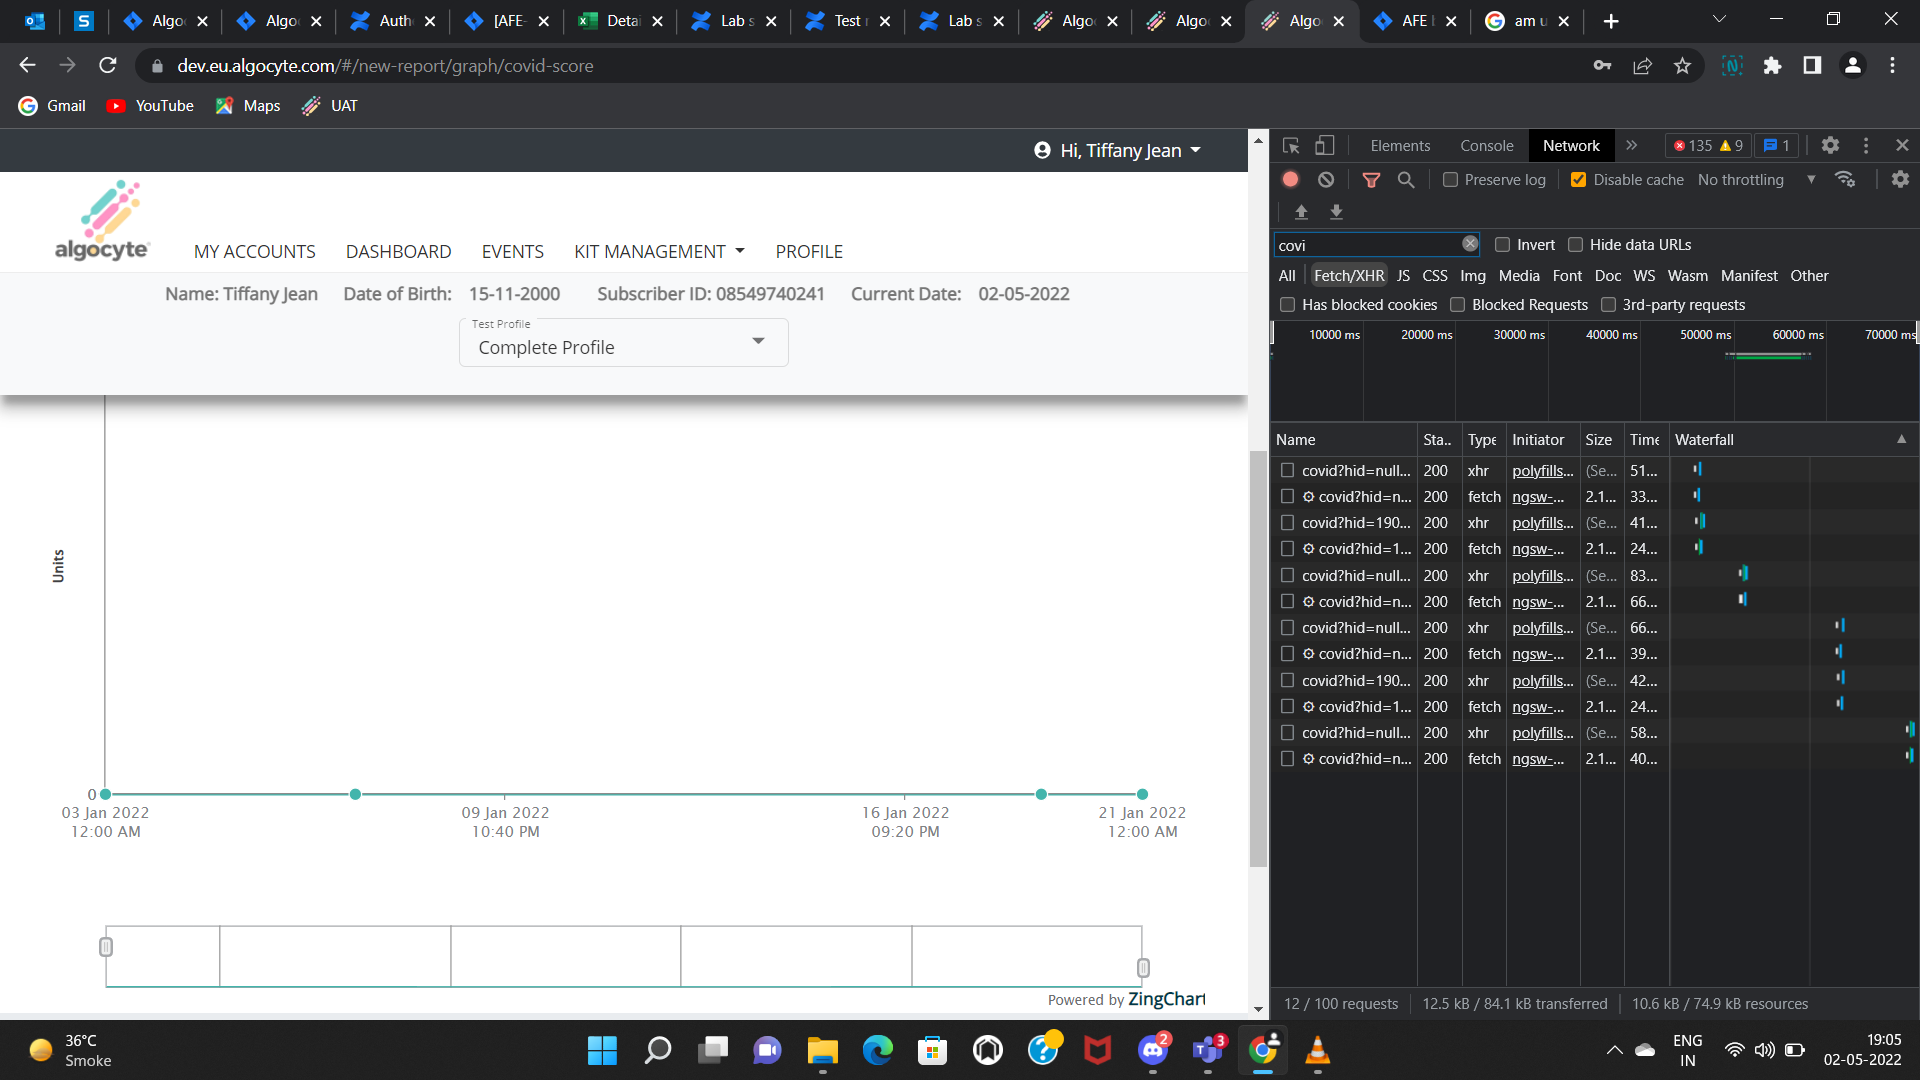 Algo
Algo
Auth
[AFE-
Detai
Lab s
Test r
Lab s
Algo
Algo
Algo
AFE
am u
dev.eu.algocyte.com/#/new-report/graph/covid-score
Gmail
YouTube
Maps
UAT
Hi, Tiffany Jean
algocyte
MY ACCOUNTS
DASHBOARD
EVENTS
KIT MANAGEMENT
PROFILE
Name: Tiffany Jean
Date of Birth: 15-11-2000
Subscriber ID: 08549740241
Current Date: 02-05-2022
Test Profile
Complete Profile
Units
0
03 Jan 2022
12:00 AM
09 Jan 2022
10:40 PM
16 Jan 2022
09:20 PM
21 Jan 2022
12:00 AM
Powered by ZingChart
Elements
Console
Network
135
9
1
Preserve log
Disable cache
No throttling
covi
Invert
Hide data URLs
All
Fetch/XHR
JS
CSS
Img
Media
Font
Doc
WS
Wasm
Manifest
Other
Has blocked cookies
Blocked Requests
3rd-party requests
10000 ms
20000 ms
30000 ms
40000 ms
50000 ms
60000 ms
70000 ms
Name Sta.. Type Initiator Size Time Waterfall
covid?hid=null... 200 xhr polyfills... (Se... 51...
covid?hid=n... 200 fetch ngsw-... 2.1... 33...
covid?hid=190... 200 xhr polyfills... (Se... 41...
covid?hid=1... 200 fetch ngsw-... 2.1... 24...
covid?hid=null... 200 xhr polyfills... (Se... 83...
covid?hid=n... 200 fetch ngsw-... 2.1... 66...
covid?hid=null... 200 xhr polyfills... (Se... 66...
covid?hid=n... 200 fetch ngsw-... 2.1... 39...
covid?hid=190... 200 xhr polyfills... (Se... 42...
covid?hid=1... 200 fetch ngsw-... 2.1... 24...
covid?hid=null... 200 xhr polyfills... (Se... 58...
covid?hid=n... 200 fetch ngsw-... 2.1... 40...
12 / 100 requests
12.5 kB / 84.1 kB transferred
10.6 kB / 74.9 kB resources
36°C
Smoke
2
3
ENG
IN
19:05
02-05-2022